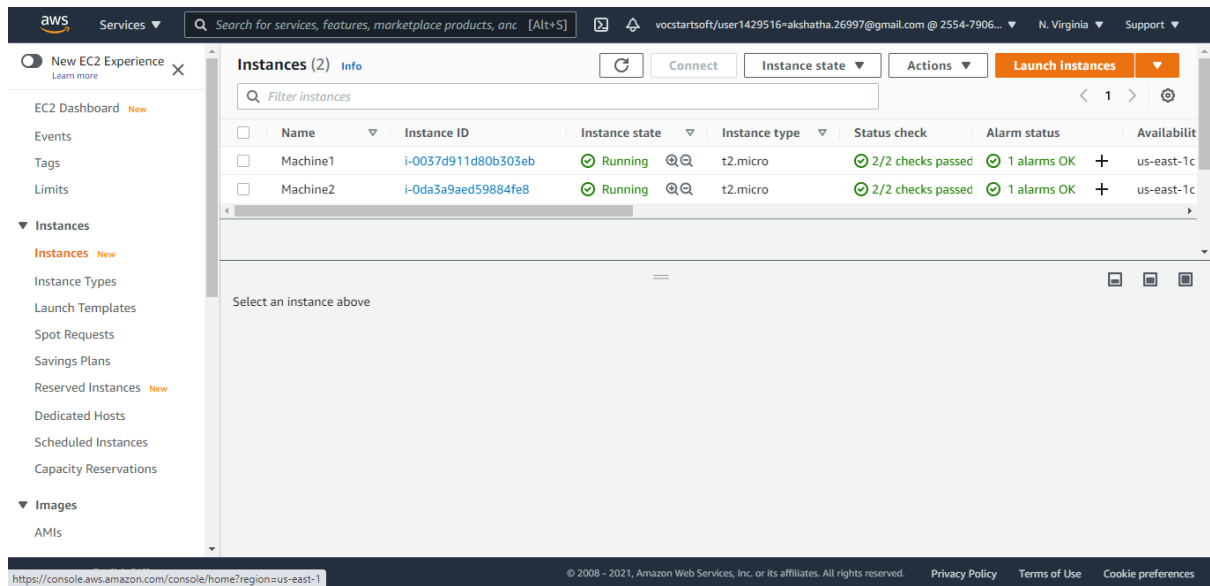 aws
Services ▼
Search for services, features, marketplace products, anc [Alt+S]
vocstartsoft/user1429516=akshatha.26997@gmail.com @ 2554-7906... ▼
N. Virginia ▼
Support ▼
New EC2 Experience
Learn more
EC2 Dashboard New
Events
Tags
Limits
▼ Instances
Instances New
Instance Types
Launch Templates
Spot Requests
Savings Plans
Reserved Instances New
Dedicated Hosts
Scheduled Instances
Capacity Reservations
▼ Images
AMIs
Instances (2) Info
Connect
Instance state ▼
Actions ▼
Launch instances ▼
Filter instances
< 1 >
Name Instance ID Instance state Instance type Status check Alarm status Availabilit
Machine1 i-0037d911d80b303eb Running t2.micro 2/2 checks passed 1 alarms OK + us-east-1c
Machine2 i-0da3a9aed59884fe8 Running t2.micro 2/2 checks passed 1 alarms OK + us-east-1c
Select an instance above
https://console.aws.amazon.com/console/home?region=us-east-1
© 2008 - 2021, Amazon Web Services, Inc. or its affiliates. All rights reserved.
Privacy Policy
Terms of Use
Cookie preferences